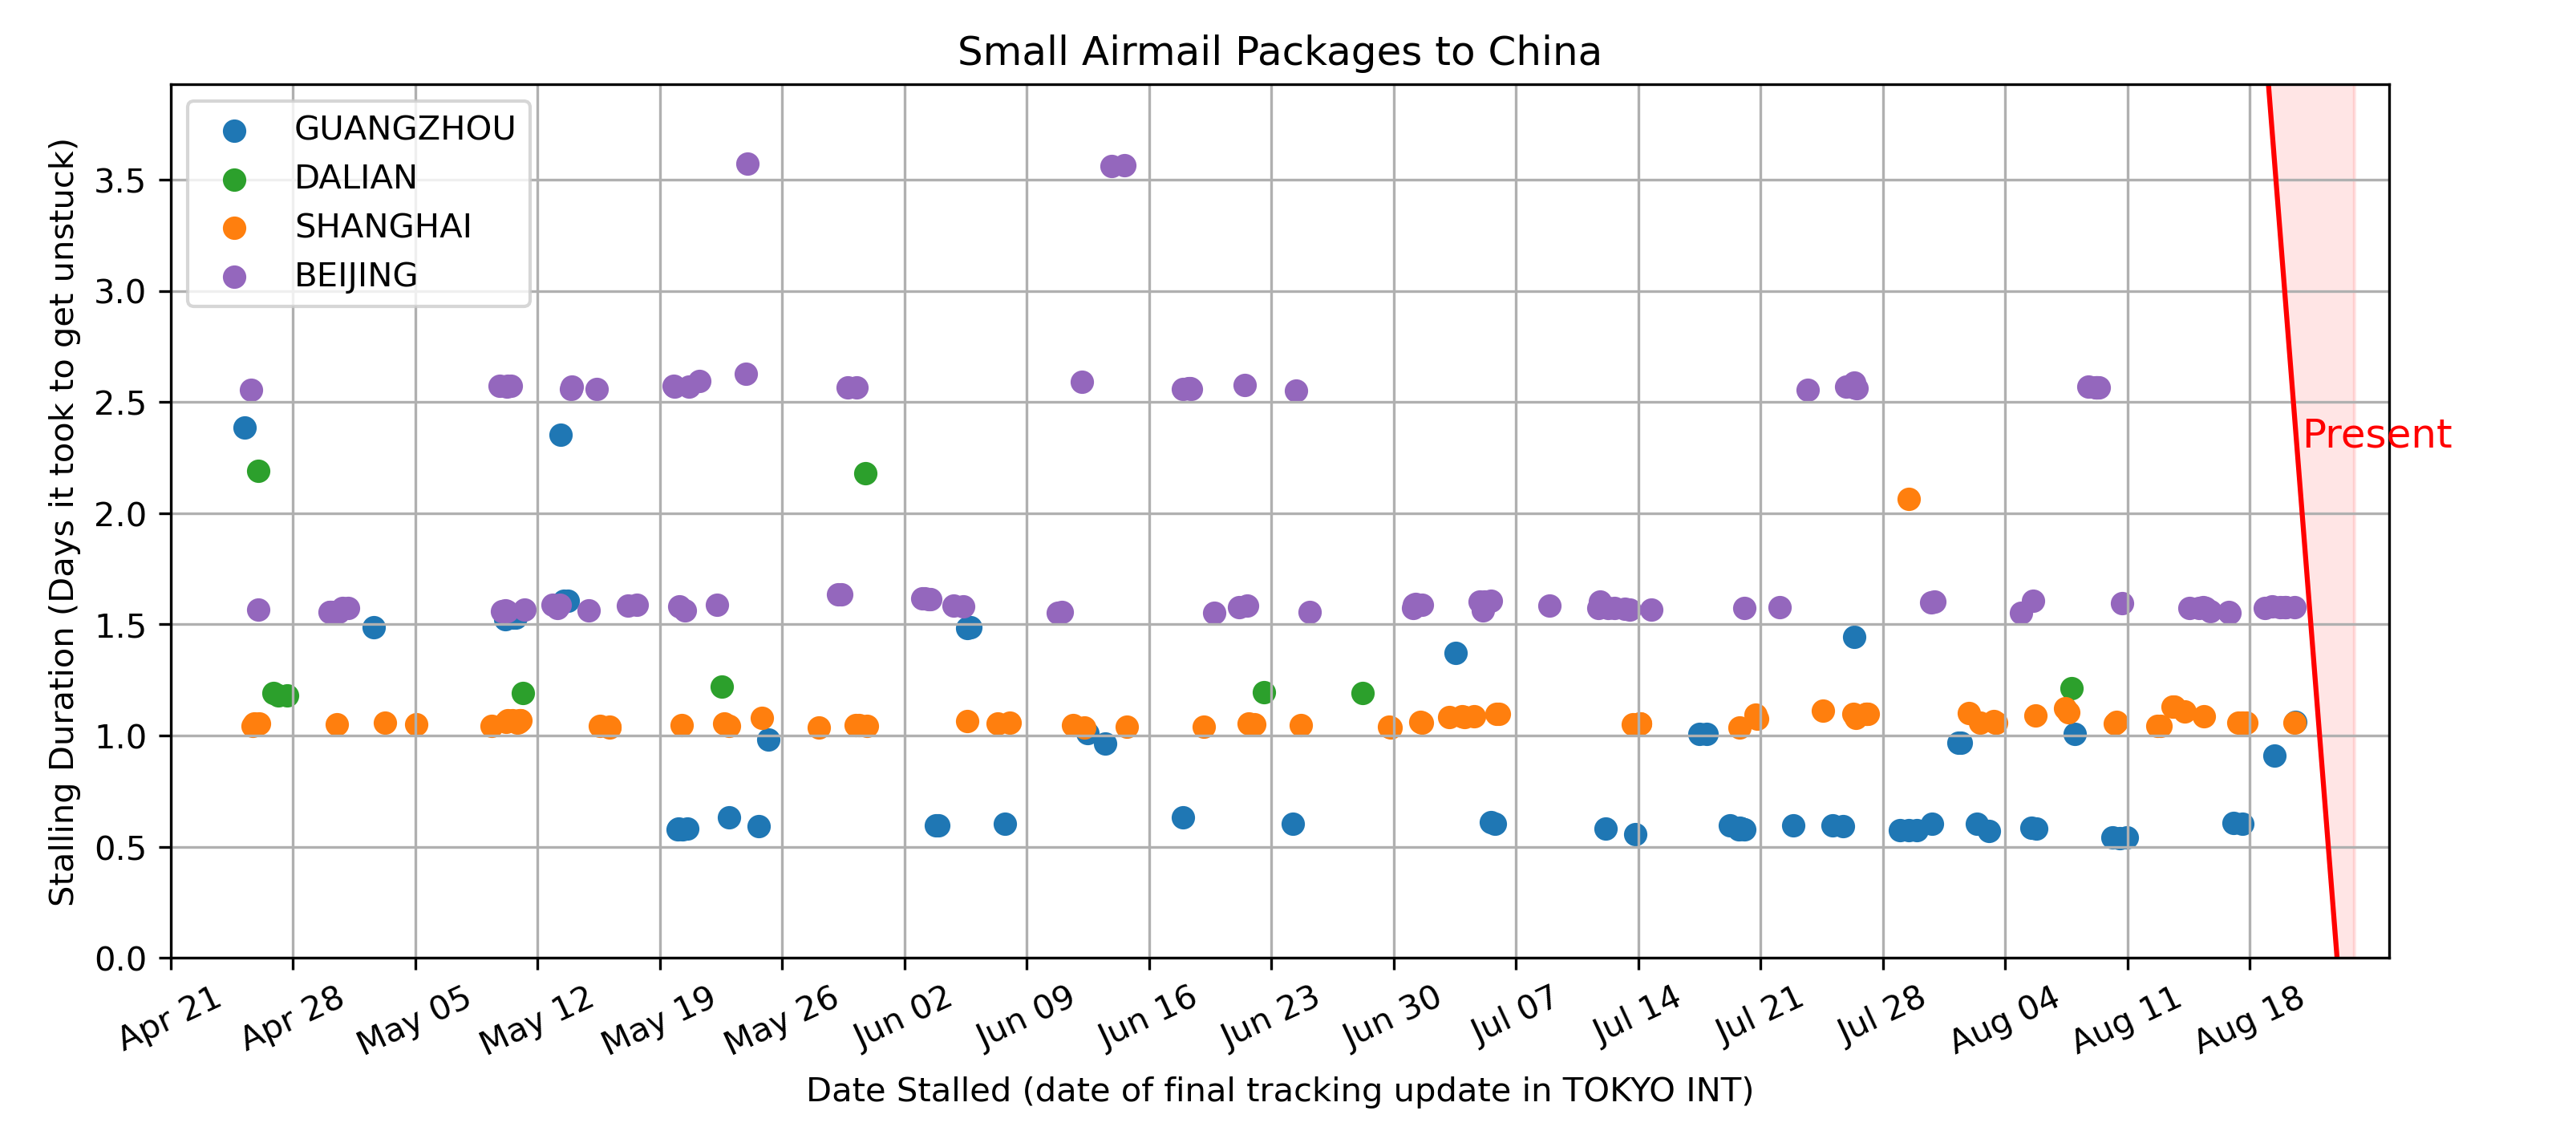 Small Airmail Packages to China
GUANGZHOU
DALIAN
SHANGHAI
BEIJING
Stalling Duration (Days it took to get unstuck)
3.5
3.0
2.5
2.0
1.5
1.0
0.5
0.0
Present
Apr 21
Apr 28
May 05
May 12
May 19
May 26
Jun 02
Jun 09
Jun 16
Jun 23
Jun 30
Jul 07
Jul 14
Jul 21
Jul 28
Aug 04
Aug 11
Aug 18
Date Stalled (date of final tracking update in TOKYO INT)